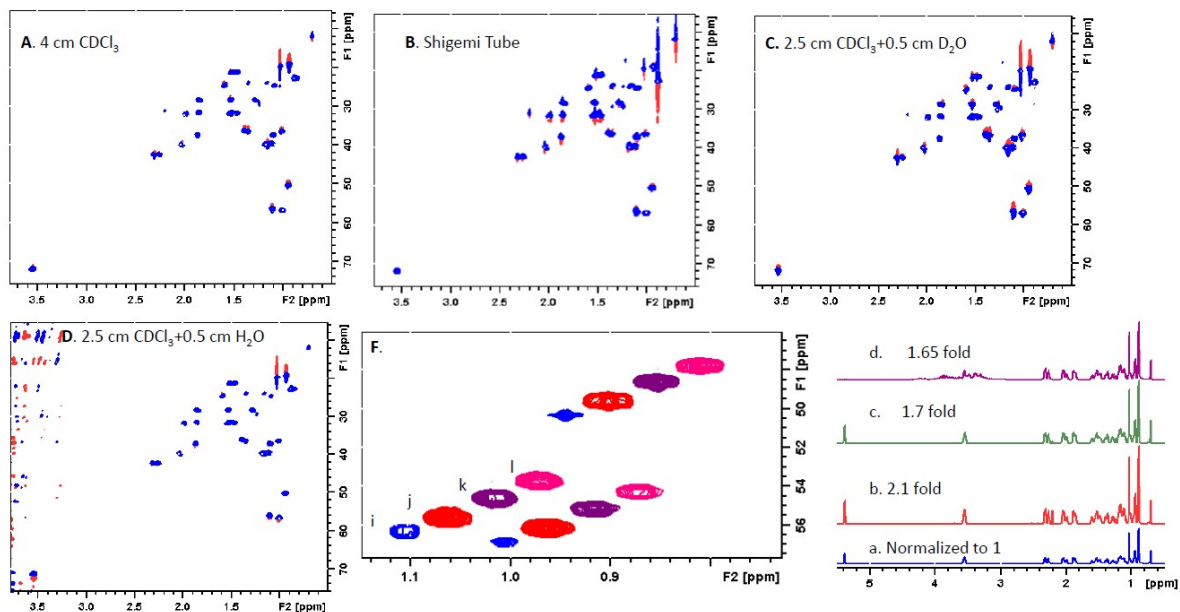 A. 4 cm CDCl3
F1 [ppm]
30
40
50
60
70
3.5
3.0
2.5
2.0
1.5
F2 [ppm]
B. Shigemi Tube
F1 [ppm]
30
40
50
60
70
3.5
3.0
2.5
2.0
1.5
F2 [ppm]
C. 2.5 cm CDCl3+0.5 cm D2O
F1 [ppm]
30
40
50
60
70
3.5
3.0
2.5
2.0
1.5
F2 [ppm]
D. 2.5 cm CDCl3+0.5 cm H2O
F1 [ppm]
30
40
50
60
70
3.5
3.0
2.5
2.0
1.5
F2 [ppm]
F.
l
k
j
i
F1 [ppm]
50
52
54
56
1.1
1.0
0.9
F2 [ppm]
d. 1.65 fold
c. 1.7 fold
b. 2.1 fold
a. Normalized to 1
5
4
3
2
1
[ppm]